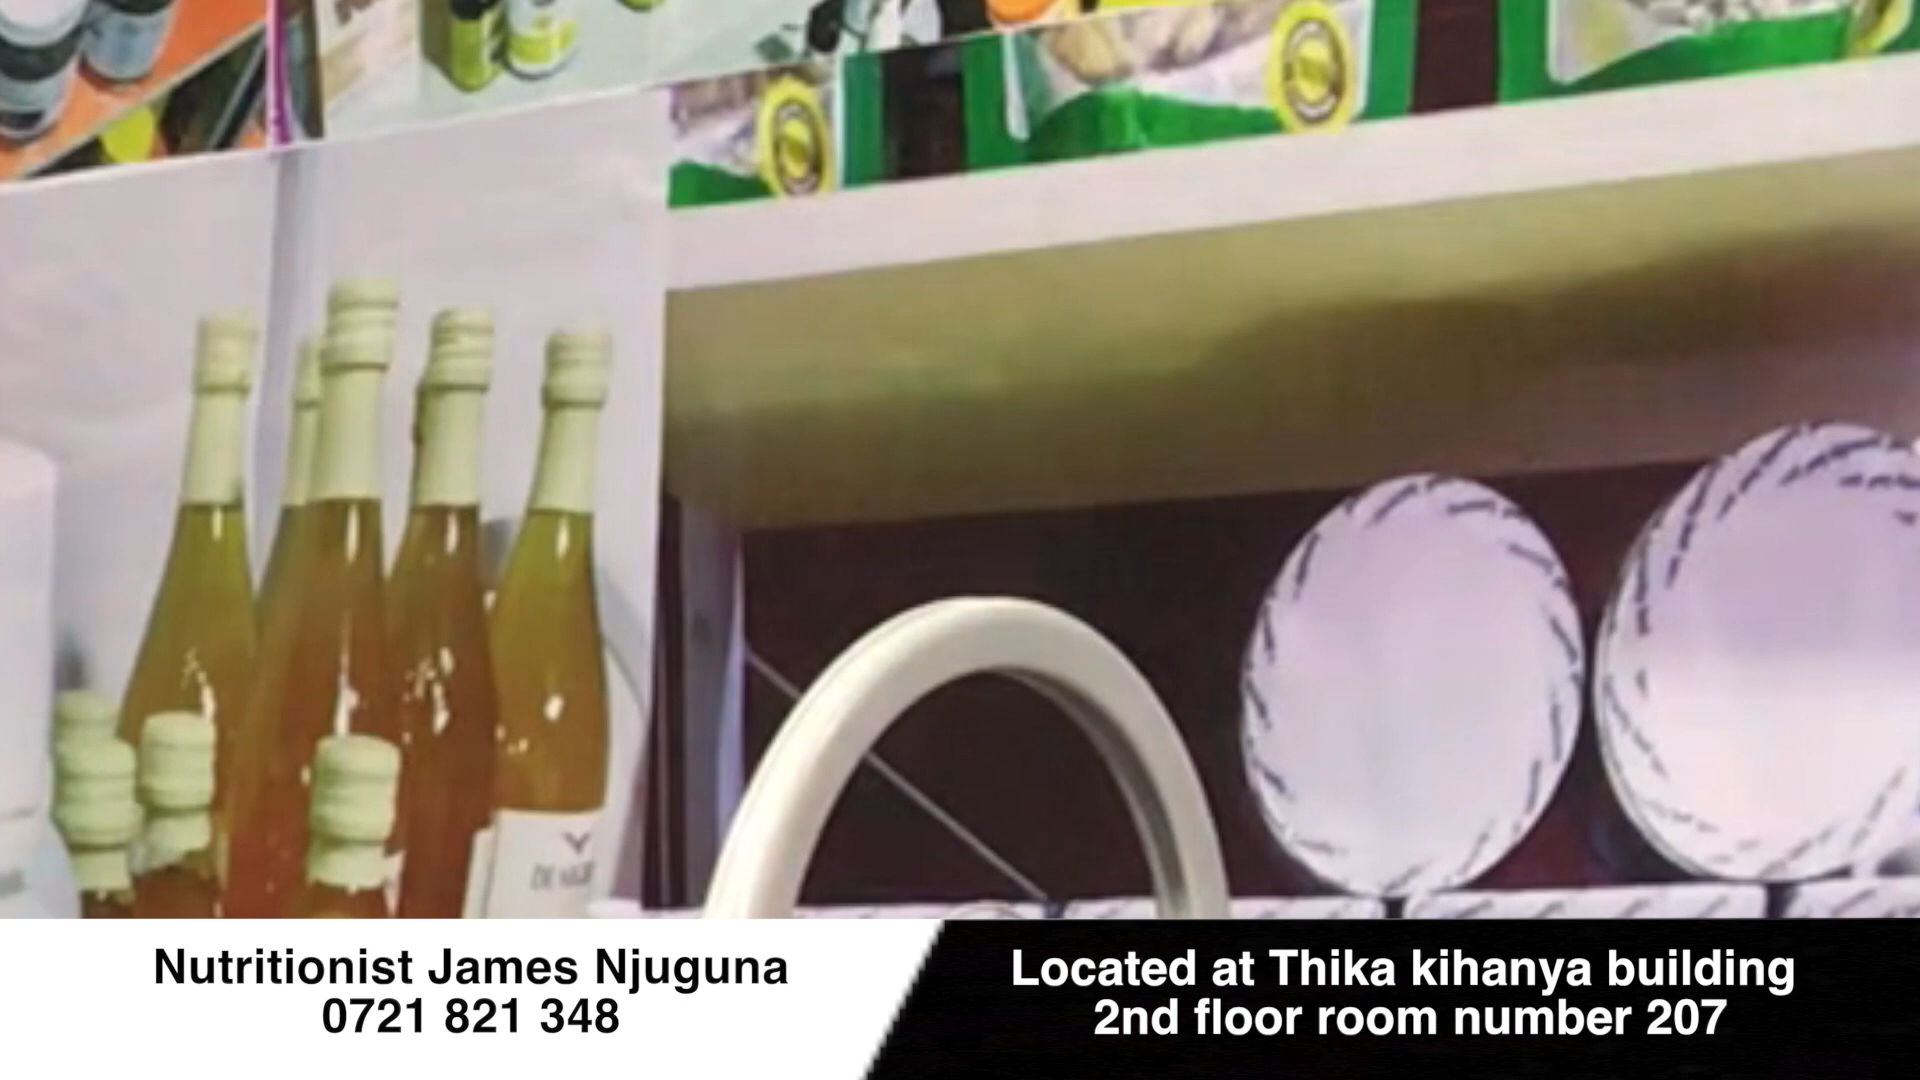 Nutritionist James Njuguna
0721 821 348
Located at Thika kihanya building
2nd floor room number 207